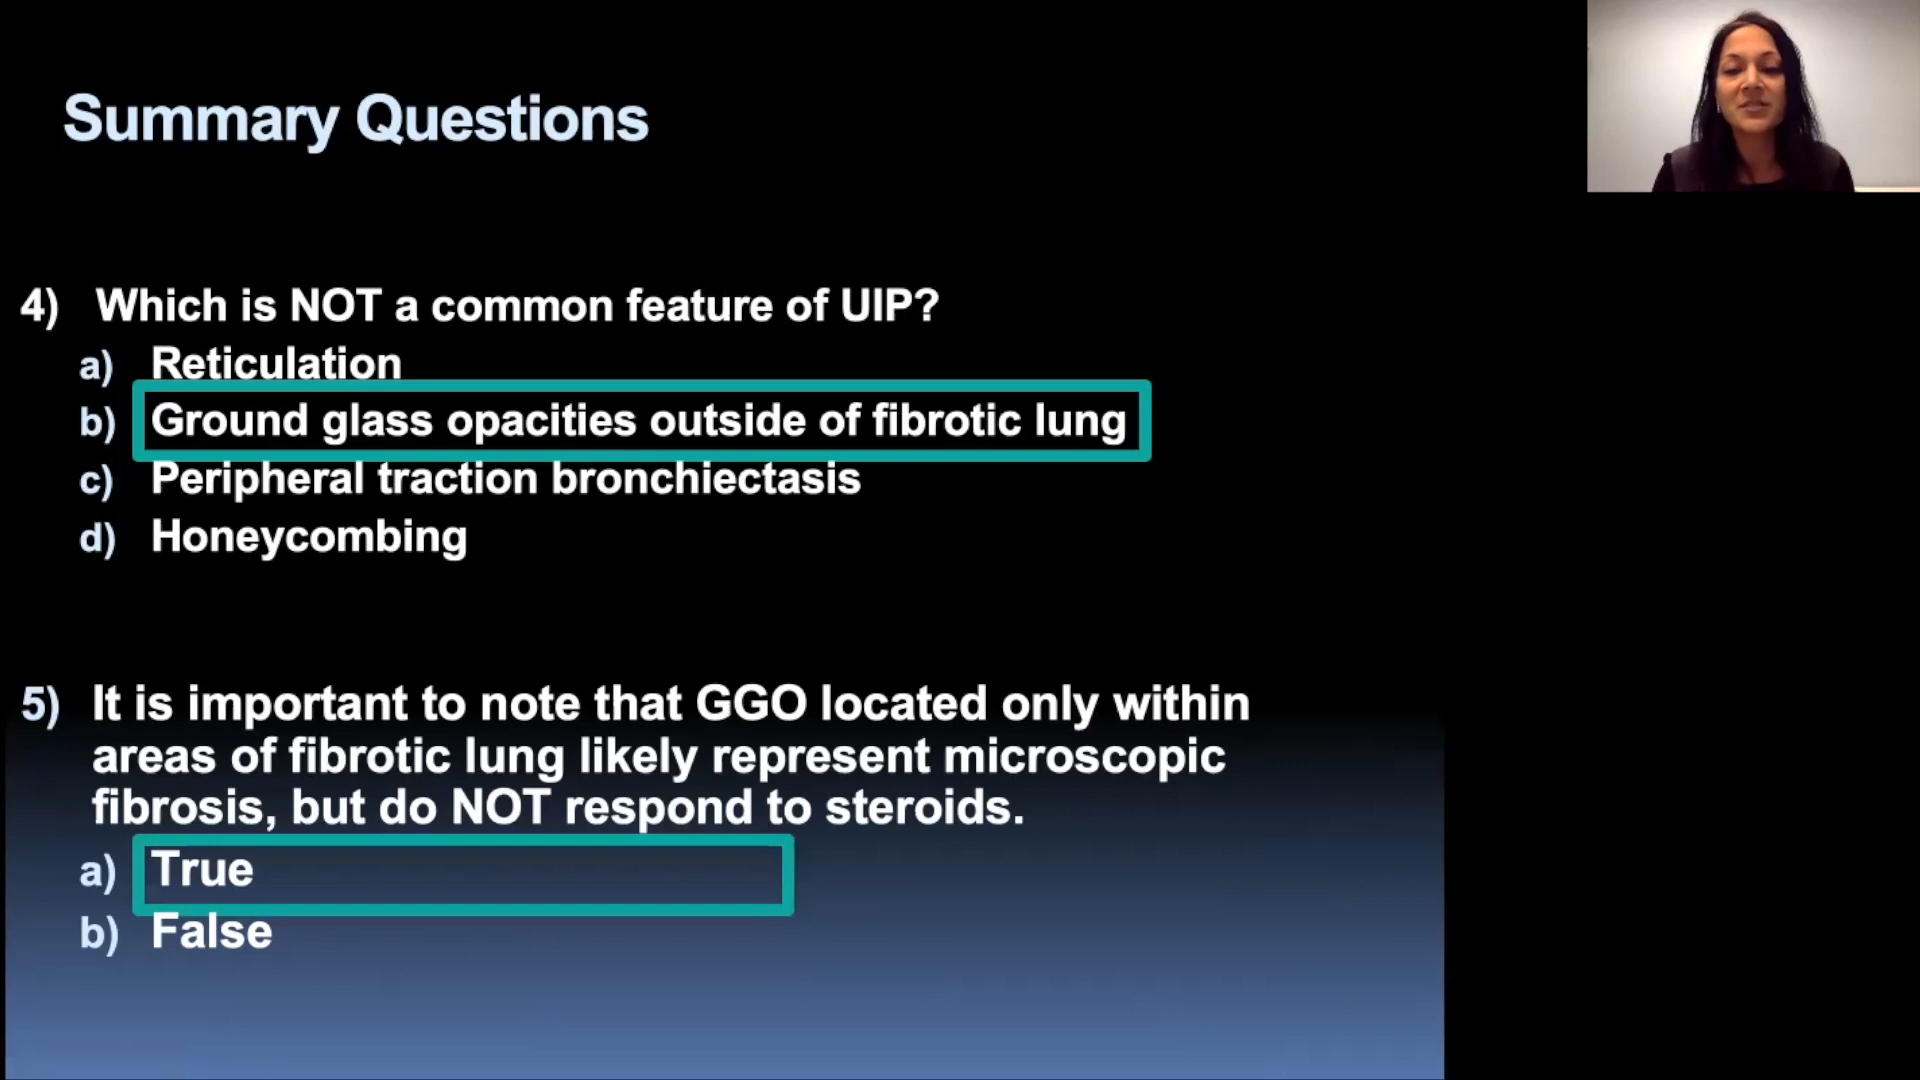 Summary Questions
4) Which is NOT a common feature of UIP?
a) Reticulation
b) Ground glass opacities outside of fibrotic lung
c) Peripheral traction bronchiectasis
d) Honeycombing
5) It is important to note that GGO located only within
areas of fibrotic lung likely represent microscopic
fibrosis, but do NOT respond to steroids.
a) True
b) False